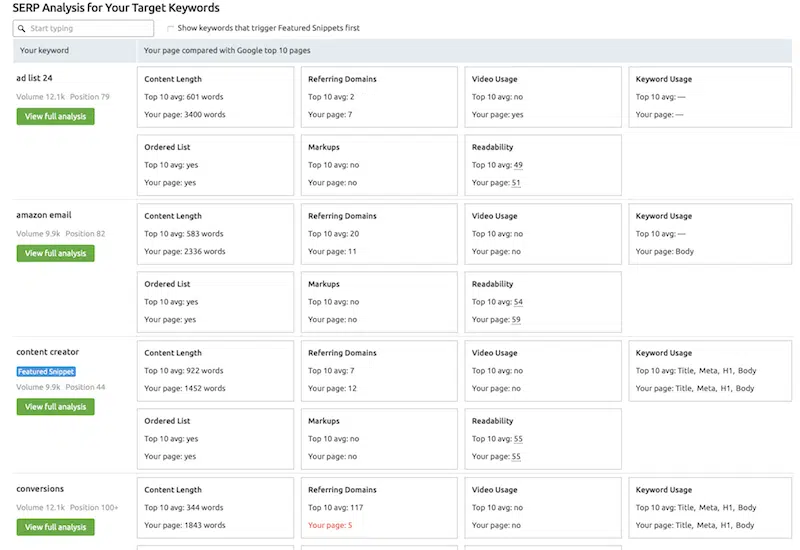 SERP Analysis for Your Target Keywords
Start typing
Show keywords that trigger Featured Snippets first
Your keyword
Your page compared with Google top 10 pages
ad list 24
Volume 12.1k Position 79
View full analysis
Content Length
Top 10 avg: 601 words
Your page: 3400 words
Referring Domains
Top 10 avg: 2
Your page: 7
Video Usage
Top 10 avg: no
Your page: yes
Keyword Usage
Top 10 avg: —
Your page: —
Ordered List
Top 10 avg: yes
Your page: yes
Markups
Top 10 avg: no
Your page: no
Readability
Top 10 avg: 49
Your page: 51
amazon email
Volume 9.9k Position 82
View full analysis
Content Length
Top 10 avg: 583 words
Your page: 2336 words
Referring Domains
Top 10 avg: 20
Your page: 11
Video Usage
Top 10 avg: no
Your page: no
Keyword Usage
Top 10 avg: —
Your page: Body
Ordered List
Top 10 avg: yes
Your page: yes
Markups
Top 10 avg: no
Your page: no
Readability
Top 10 avg: 54
Your page: 59
content creator
Featured Snippet
Volume 9.9k Position 44
View full analysis
Content Length
Top 10 avg: 922 words
Your page: 1452 words
Referring Domains
Top 10 avg: 7
Your page: 12
Video Usage
Top 10 avg: no
Your page: no
Keyword Usage
Top 10 avg: Title, Meta, H1, Body
Your page: Title, Meta, H1, Body
Ordered List
Top 10 avg: yes
Your page: yes
Markups
Top 10 avg: no
Your page: no
Readability
Top 10 avg: 55
Your page: 55
conversions
Volume 12.1k Position 100+
View full analysis
Content Length
Top 10 avg: 344 words
Your page: 1843 words
Referring Domains
Top 10 avg: 117
Your page: 5
Video Usage
Top 10 avg: no
Your page: no
Keyword Usage
Top 10 avg: Title, Meta, H1, Body
Your page: Title, Meta, H1, Body